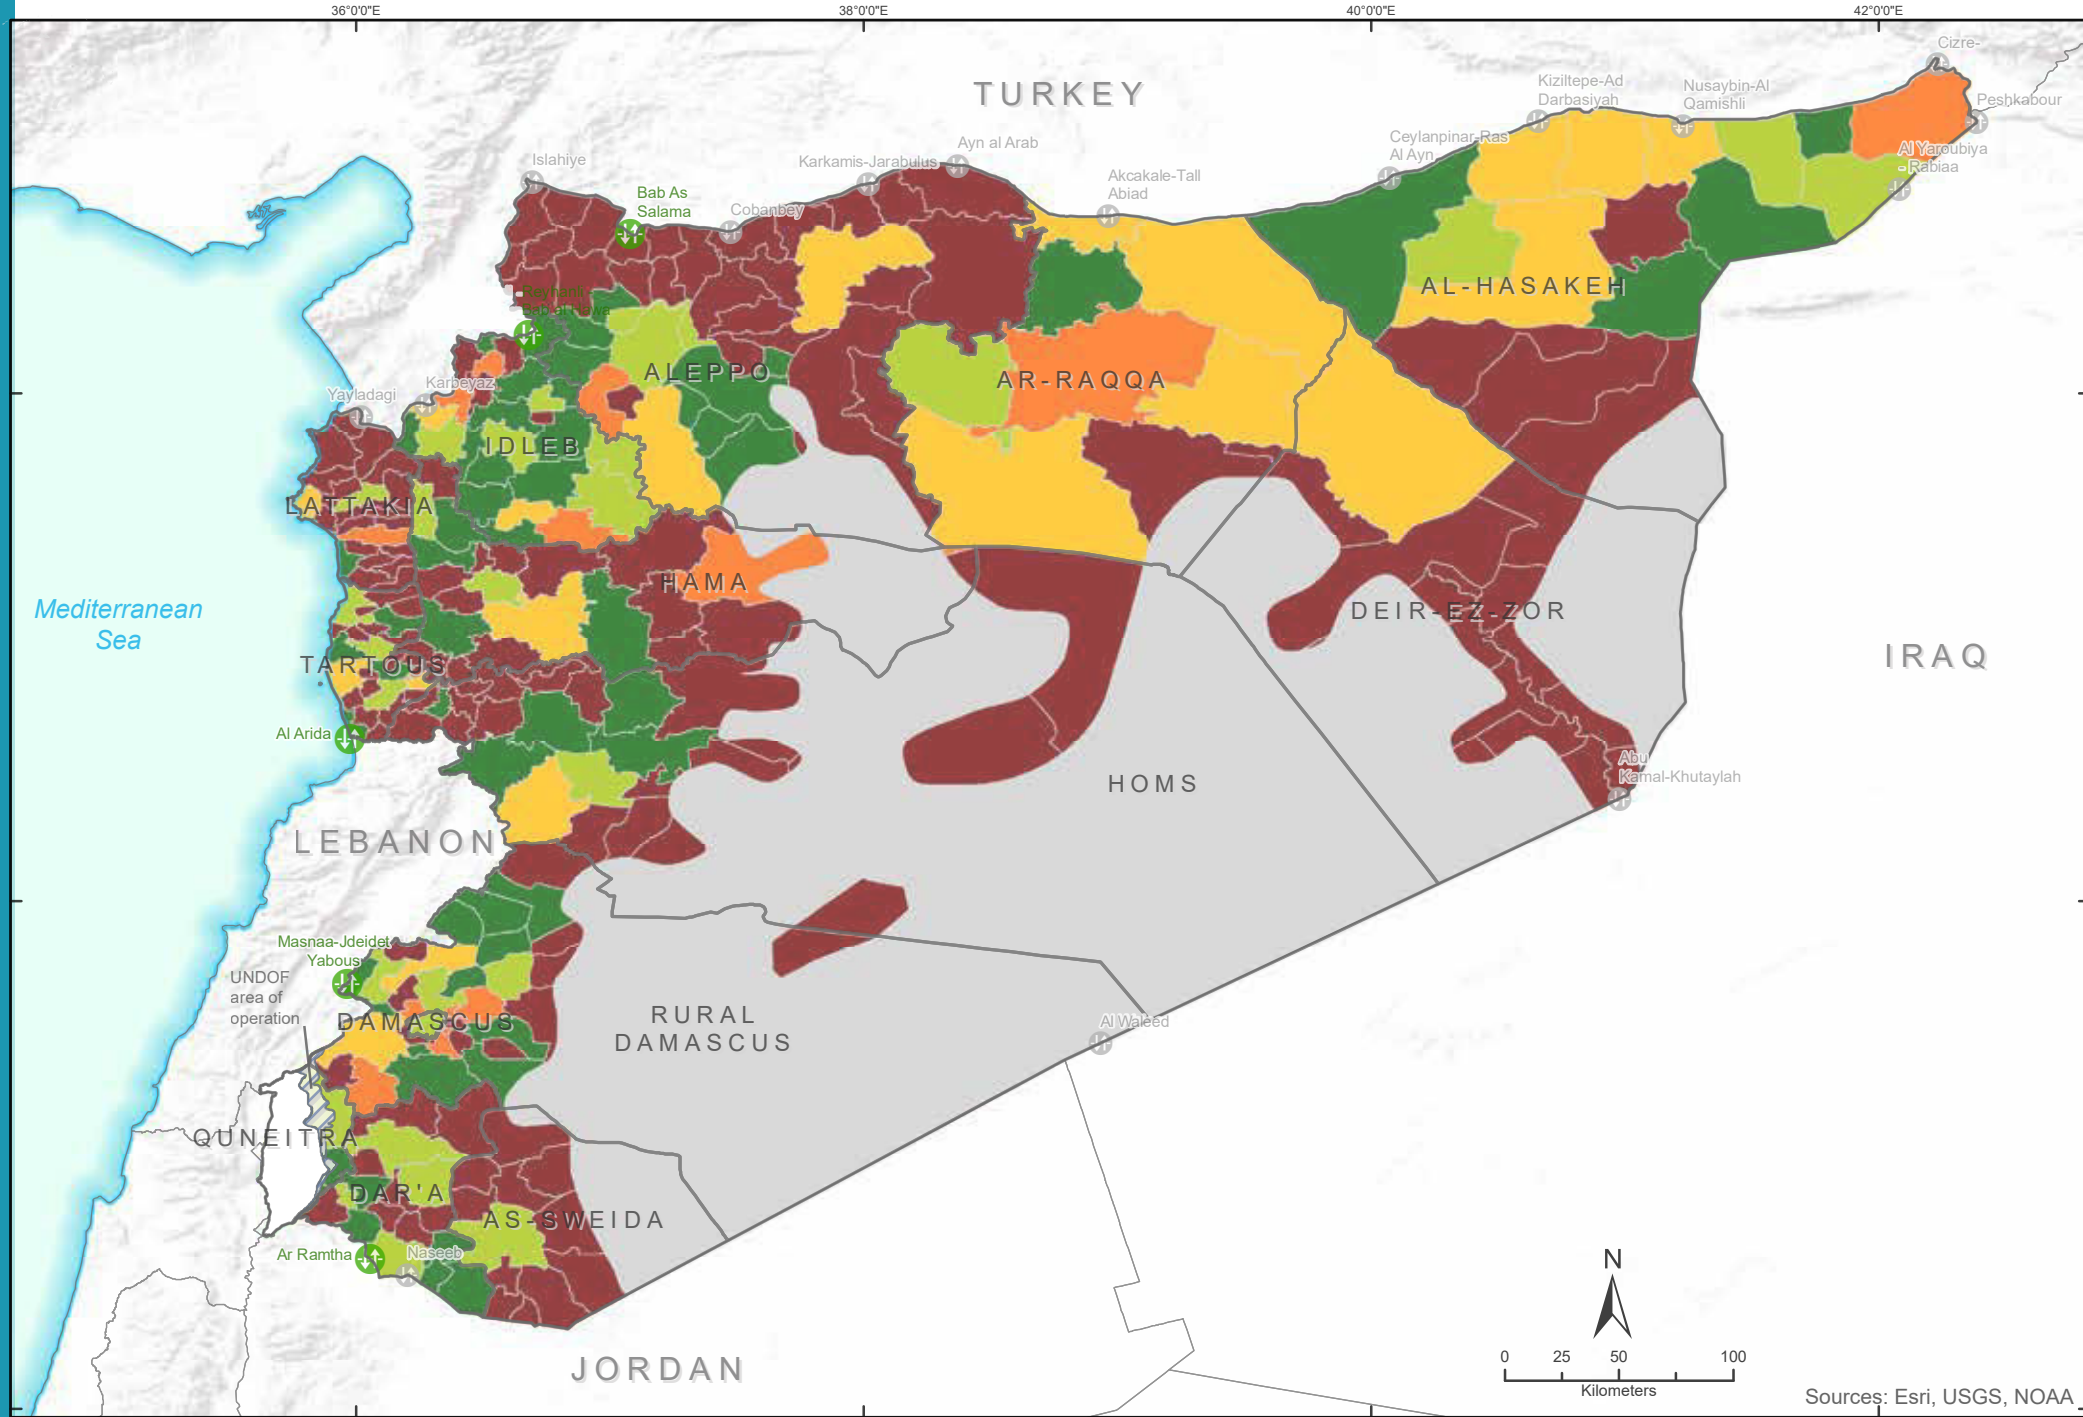 36°0'0"E
38°0'0"E
40°0'0"E
42°0'0"E
Cizre-
TURKEY
Kiziltepe-Ad
Darbasiyah
Nusaybin-Al
Qamishli
Peshkabour
Islahiye
Karkamis-Jarabulus
Ayn al Arab
Ceylanpinar-Ras
Al Ayn
Al Yaroubiya
- Rabiaa
Akcakale-Tall
Abiad
Bab As
Salama
Cobanbey
Reyhanli -
Bab al Hawa
AL-HASAKEH
ALEPPO
AR-RAQQA
Yayladagi
Karbeyaz
IDLEB
LATTAKIA
HAMA
DEIR-EZ-ZOR
Mediterranean
Sea
IRAQ
TARTOUS
Al Arida
HOMS
Abu
Kamal-Khutaylah
LEBANON
Masnaa-Jdeidet
Yabous
UNDOF
area of
operation
DAMASCUS
RURAL
DAMASCUS
Al Waleed
QUNEITRA
DAR'A
AS-SWEIDA
Ar Ramtha
Naseeb
N
JORDAN
0 25 50 100
Kilometers
Sources: Esri, USGS, NOAA